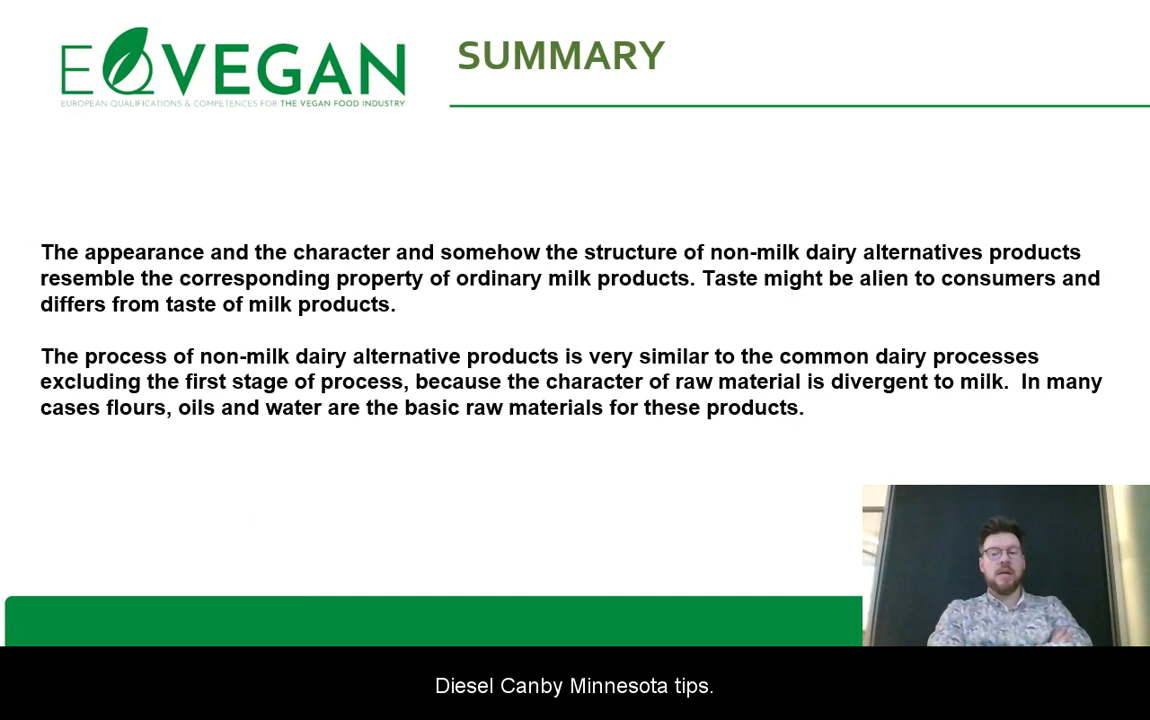 EQVEGAN
EUROPEAN QUALIFICATIONS & COMPETENCES FOR THE VEGAN FOOD INDUSTRY
SUMMARY
The appearance and the character and somehow the structure of non-milk dairy alternatives products
resemble the corresponding property of ordinary milk products. Taste might be alien to consumers and
differs from taste of milk products.
The process of non-milk dairy alternative products is very similar to the common dairy processes
excluding the first stage of process, because the character of raw material is divergent to milk.  In many
cases flours, oils and water are the basic raw materials for these products.
Diesel Canby Minnesota tips.